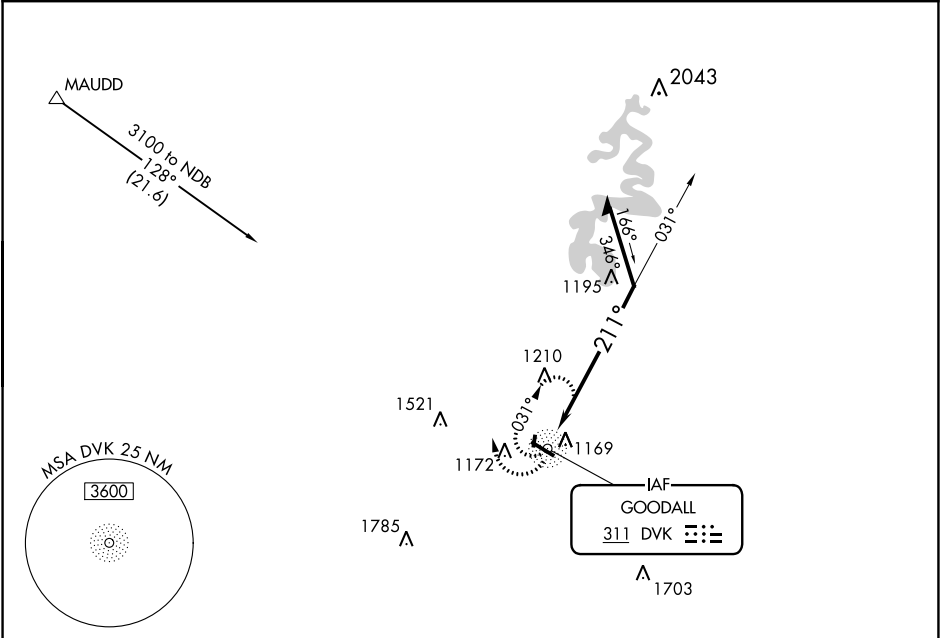 MAUDD
3100 to NDB
128°
(21.6)
2043
166°
346°
031°
1195
211°
1210
031°
1521
1169
1172
MSA DVK 25 NM
3600
IAF
GOODALL
311 DVK
1785
1703